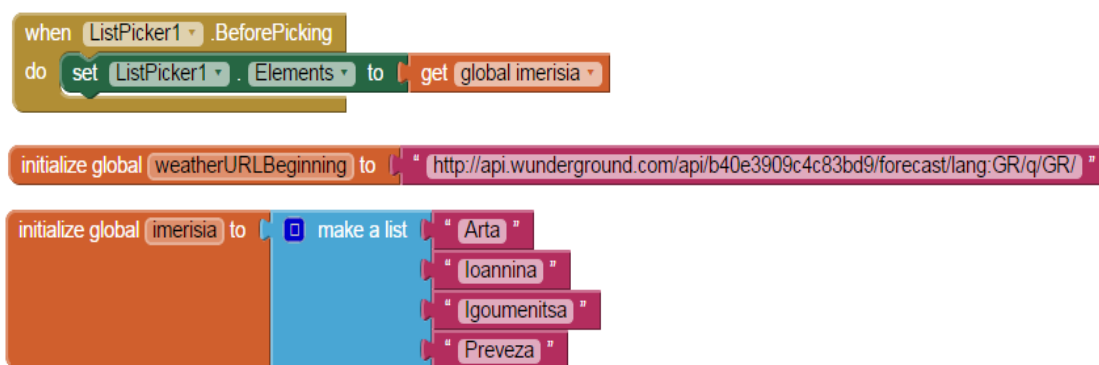 when ListPicker1 .BeforePicking
do set ListPicker1 . Elements to get global imerisia
initialize global weatherURLBeginning to " http://api.wunderground.com/api/b40e3909c4c83bd9/forecast/lang:GR/q/GR/ "
initialize global imerisia to make a list " Arta "
" Ioannina "
" Igoumenitsa "
" Preveza "